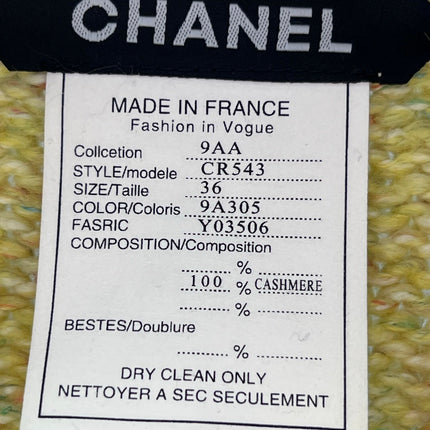 CHANEL
MADE IN FRANCE
Fashion in Vogue
Collcetion 9AA
STYLE/modele CR543
SIZE/Taille 36
COLOR/Coloris 9A305
FASRIC Y03506
COMPOSITION/Composition
%
100 % CASHMERE
%
BESTES/Doublure
%
DRY CLEAN ONLY
NETTOYER A SEC SECULEMENT